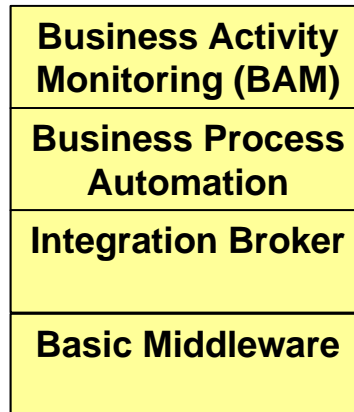 Business Activity
Monitoring (BAM)
Business Process
Automation
Integration Broker
Basic Middleware